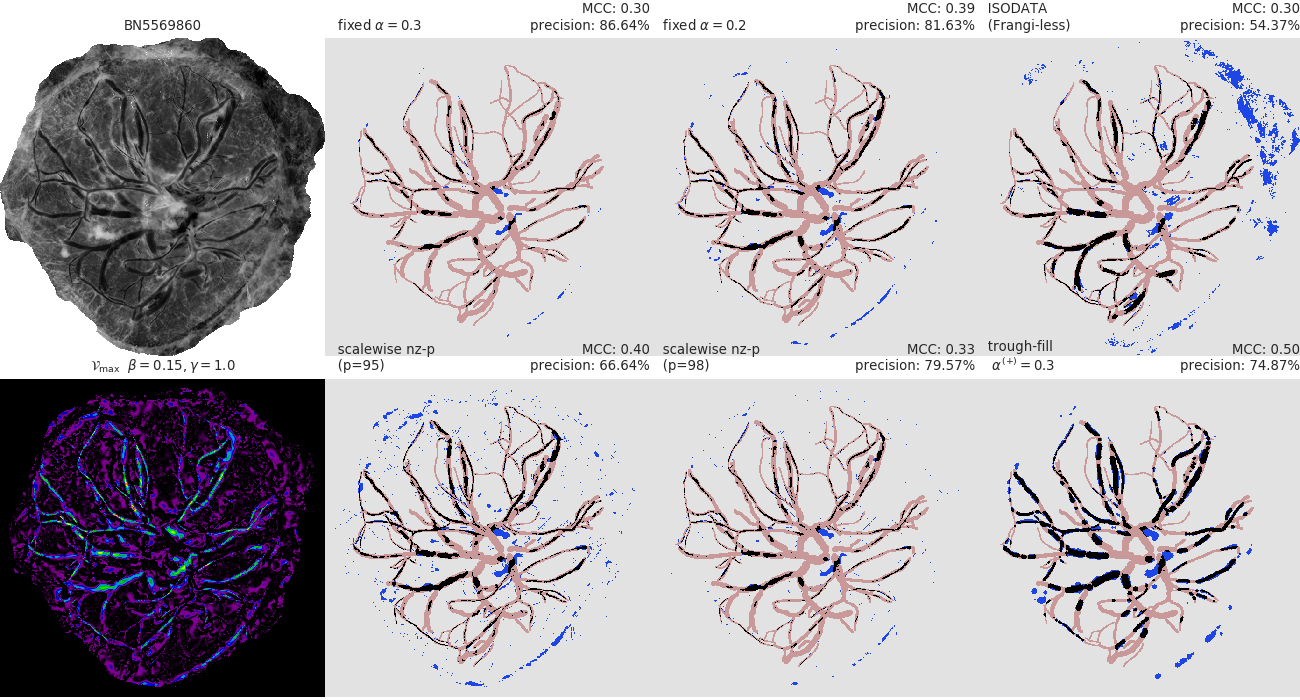 BN5569860
fixed α = 0.3
MCC: 0.30
precision: 86.64%
fixed α = 0.2
MCC: 0.39
precision: 81.63%
ISODATA
(Frangi-less)
MCC: 0.30
precision: 54.37%
𝒱max β = 0.15, γ = 1.0
scalewise nz-p
(p=95)
MCC: 0.40
precision: 66.64%
scalewise nz-p
(p=98)
MCC: 0.33
precision: 79.57%
trough-fill
α(+) = 0.3
MCC: 0.50
precision: 74.87%